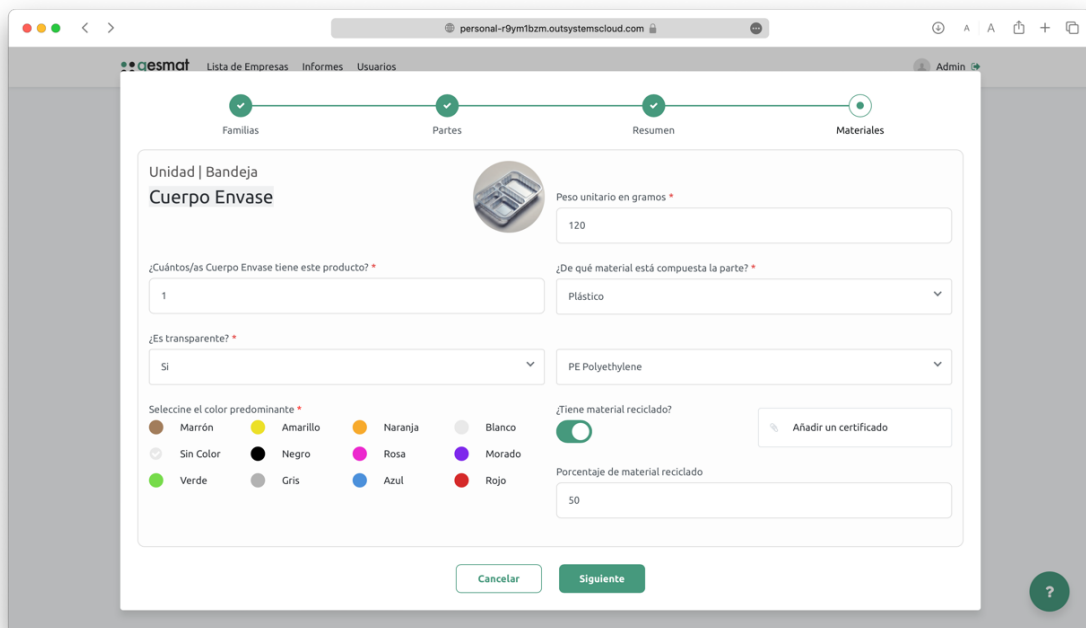 personal-r9ym1bzm.outsystemscloud.com
A A
gesmat Lista de Empresas Informes Usuarios Admin
Familias Partes Resumen Materiales
Unidad | Bandeja
Cuerpo Envase
Peso unitario en gramos *
120
¿Cuántos/as Cuerpo Envase tiene este producto? *
1
¿De qué material está compuesta la parte? *
Plástico
¿Es transparente? *
Si
PE Polyethylene
Seleccine el color predominante *
Marrón Amarillo Naranja Blanco
Sin Color Negro Rosa Morado
Verde Gris Azul Rojo
¿Tiene material reciclado?
Añadir un certificado
Porcentaje de material reciclado
50
Cancelar Siguiente
?